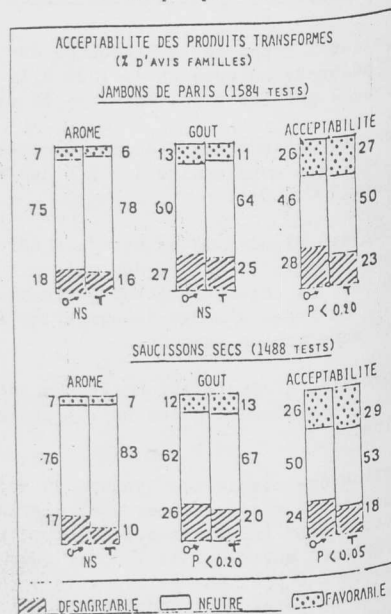 ACCEPTABILITE DES PRODUITS TRANSFORMES
(% D'AVIS FAMILLES)
JAMBONS DE PARIS (1584 TESTS)
AROME GOUT ACCEPTABILITE
7 6 13 11 26 27
75 78 60 64 46 50
18 16 27 25 28 23
♂ T ♂ T ♂ T
NS NS P < 0.20
SAUCISSONS SECS (1488 TESTS)
AROME GOUT ACCEPTABILITE
7 7 12 13 26 29
76 83 62 67 50 53
17 10 26 20 24 18
♂ T ♂ T ♂ T
NS P < 0.20 P < 0.05
DESAGREABLE NEUTRE FAVORABLE